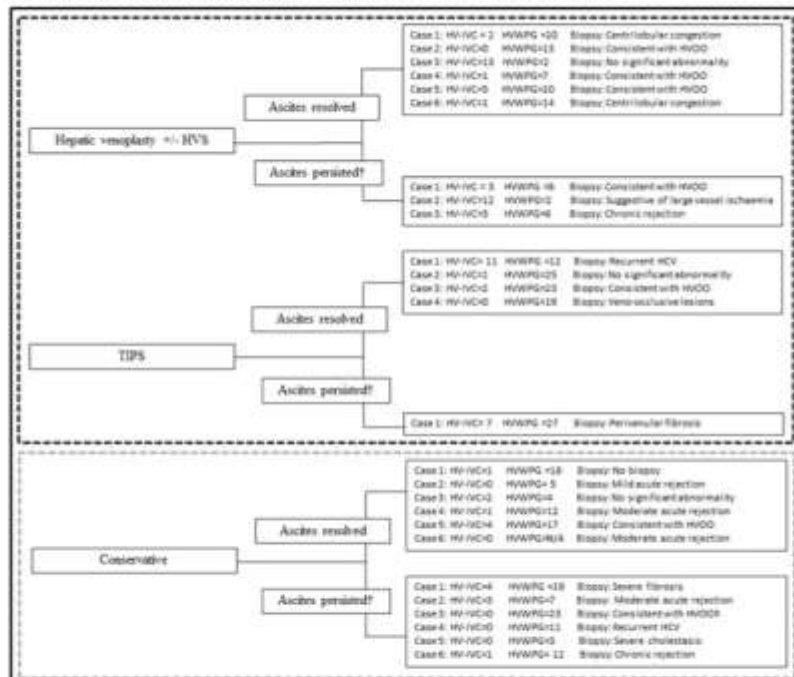 Case 1: HV-IVC = 2 HVWPG =10 Biopsy: Centrilobular congestion
Case 2: HV-IVC=0 HVWPG=13 Biopsy: Consistent with HVOO
Case 3: HV-IVC=13 HVWPG=2 Biopsy: No significant abnormality
Case 4: HV-IVC=1 HVWPG=7 Biopsy: Consistent with HVOO
Case 5: HV-IVC=5 HVWPG=10 Biopsy: Consistent with HVOO
Case 6: HV-IVC=1 HVWPG=14 Biopsy: Centrilobular congestion
Ascites resolved
Hepatic venoplasty +/- HVS
Ascites persisted?
Case 1: HV-IVC = 3 HVWPG =6 Biopsy: Consistent with HVOO
Case 2: HV-IVC=12 HVWPG=2 Biopsy: Suggestive of large vessel ischaemia
Case 3: HV-IVC=5 Biopsy: Chronic rejection
Case 1: HV-IVC= 11 HVWPG =12 Biopsy: Recurrent HCV
Case 2: HV-IVC=1 HVWPG=25 Biopsy: No significant abnormality
Case 3: HV-IVC=2 HVWPG=23 Biopsy: Consistent with HVOO
Case 4: HV-IVC=0 HVWPG=19 Biopsy: Veno-occlusive lesions
Ascites resolved
TIPS
Ascites persisted?
Case 1: HV-IVC= 7 HVWPG =27 Biopsy: Perivenular fibrosis
Case 1: HV-IVC=1 HVWPG =18 Biopsy: No biopsy
Case 2: HV-IVC=0 HVWPG= 5 Biopsy: Mild acute rejection
Case 3: HV-IVC=2 HVWPG=4 Biopsy: No significant abnormality
Case 4: HV-IVC=1 HVWPG=12 Biopsy: Moderate acute rejection
Case 5: HV-IVC=4 HVWPG=17 Biopsy: Consistent with HVOO
Case 6: HV-IVC=0 HVWPG=N/A Biopsy: Moderate acute rejection
Ascites resolved
Conservative
Ascites persisted?
Case 1: HV-IVC=4 HVWPG =19 Biopsy: Severe fibrosis
Case 2: HV-IVC=3 HVWPG=7 Biopsy: Moderate acute rejection
Case 3: HV-IVC=0 HVWPG=23 Biopsy: Consistent with
Case 4: HV-IVC=0 HVWPG=11 Biopsy: Recurrent HCV
Case 5: HV-IVC=0 HVWPG=5 Biopsy: Severe cholestasis
Case 6: HV-IVC=1 HVWPG= 12 Biopsy: Chronic rejection